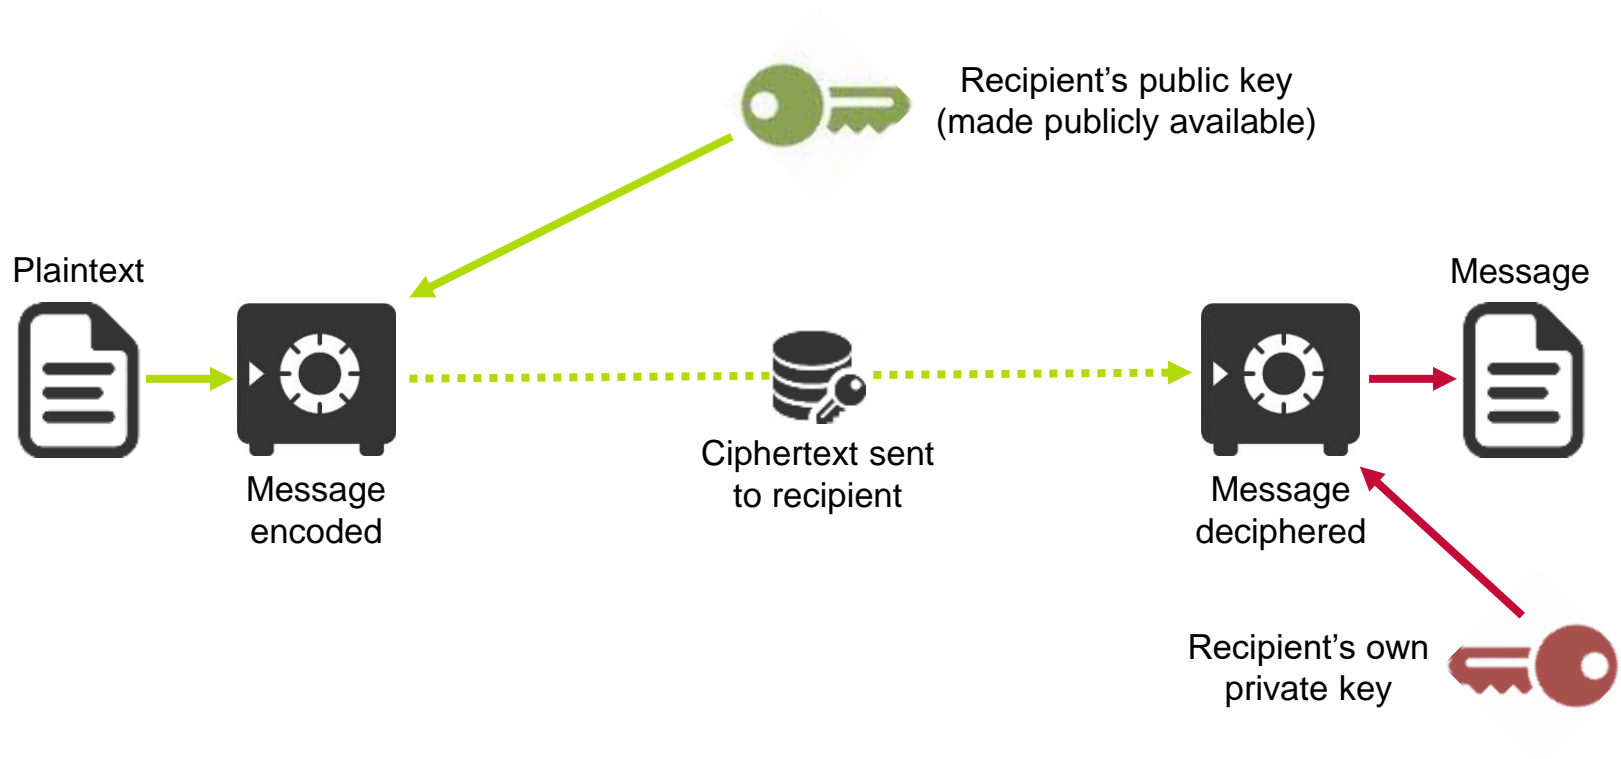 Recipient’s public key
(made publicly available)
Plaintext
Message
Ciphertext sent
to recipient
Message
encoded
Message
deciphered
Recipient’s own
private key